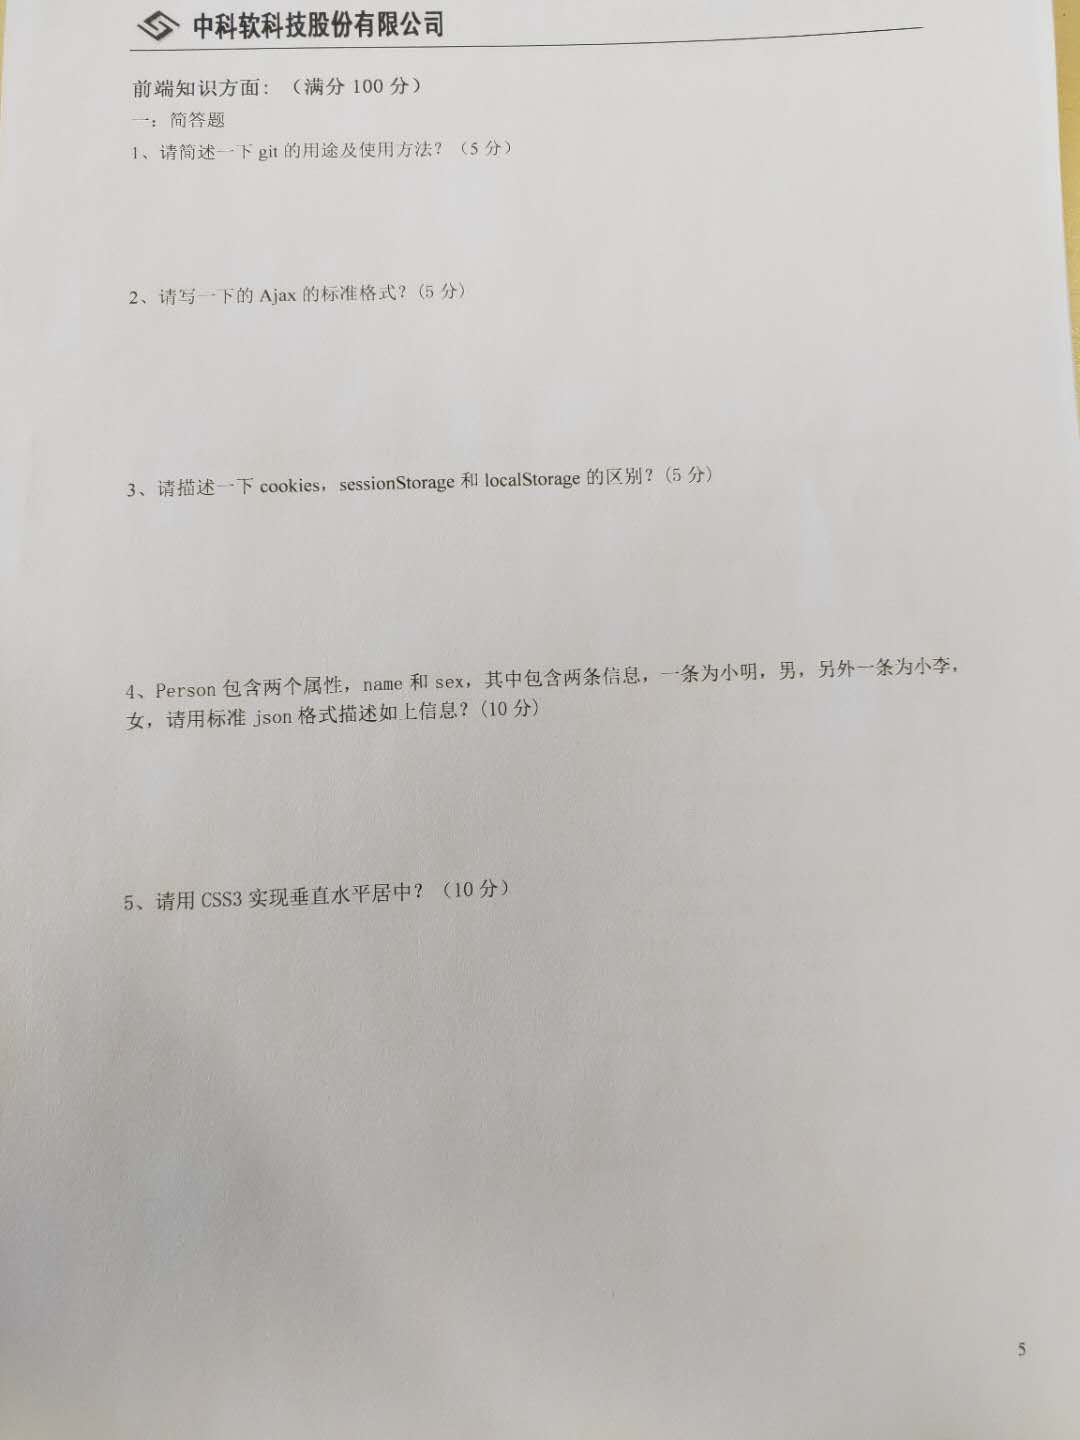 中科软科技股份有限公司
前端知识方面：（满分 100 分）
一：简答题
1、请简述一下 git 的用途及使用方法？（5 分）
2、请写一下的 Ajax 的标准格式？(5 分)
3、请描述一下 cookies，sessionStorage 和 localStorage 的区别？(5 分)
4、Person 包含两个属性，name 和 sex，其中包含两条信息，一条为小明，男，另外一条为小李，
女，请用标准 json 格式描述如上信息？(10 分)
5、请用 CSS3 实现垂直水平居中？（10 分）
5